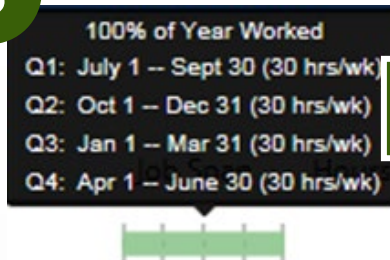 100% of Year Worked
Q1: July 1 -- Sept 30 (30 hrs/wk)
Q2: Oct 1 -- Dec 31 (30 hrs/wk)
Q3: Jan 1 -- Mar 31 (30 hrs/wk)
Q4: Apr 1 -- June 30 (30 hrs/wk)